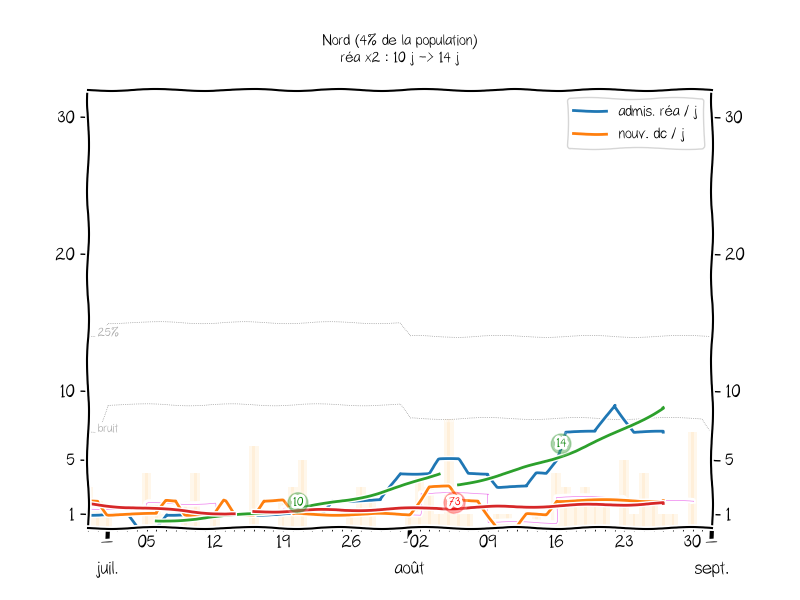 Nord (4% de la population)
réa x2 : 10 j -> 14 j
admis. réa / j
nouv. dc / j
30
30
20
20
25%
10
10
bruit
14
5
5
10
73
1
1
05
12
19
26
02
09
16
23
30
juil.
août
sept.